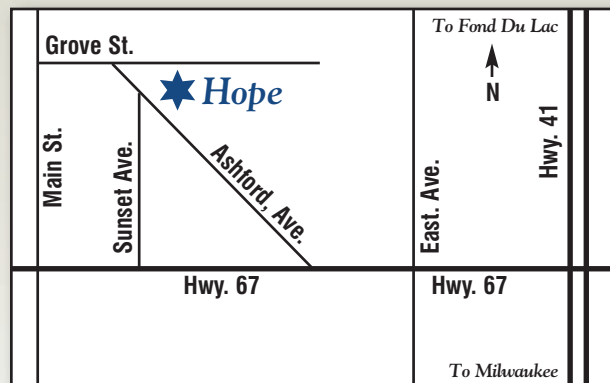 To Fond Du Lac
Grove St.
N
Hope
Hwy. 41
Main St.
Sunset Ave.
Ashford, Ave.
East. Ave.
Hwy. 67
Hwy. 67
To Milwaukee